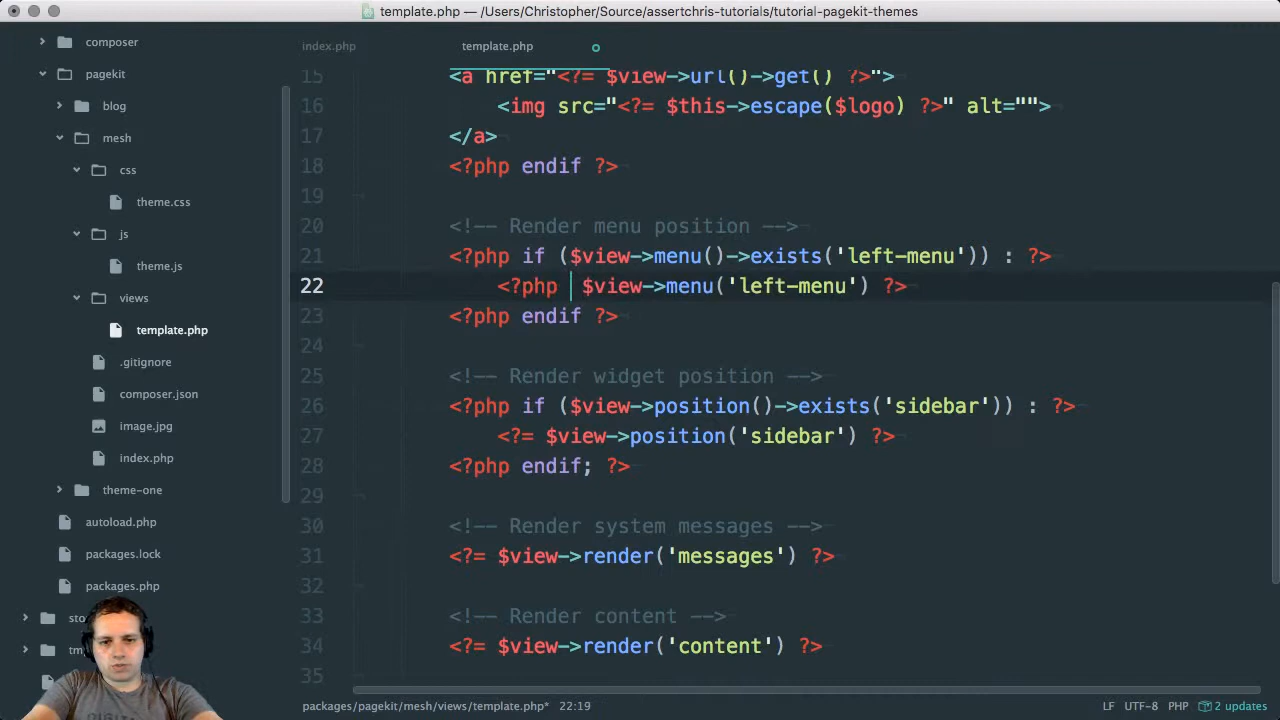 template.php — /Users/Christopher/Source/assertchris-tutorials/tutorial-pagekit-themes
composer
pagekit
blog
mesh
css
theme.css
js
theme.js
views
template.php
.gitignore
composer.json
image.jpg
index.php
theme-one
autoload.php
packages.lock
packages.php
index.php
template.php
15 <a href="<?= $view->url()->get() ?>">
16 <img src="<?= $this->escape($logo) ?>" alt="">
17 </a>
18 <?php endif ?>
19
20 <!-- Render menu position -->
21 <?php if ($view->menu()->exists('left-menu')) : ?>
22 <?php  $view->menu('left-menu') ?>
23 <?php endif ?>
24
25 <!-- Render widget position -->
26 <?php if ($view->position()->exists('sidebar')) : ?>
27 <?= $view->position('sidebar') ?>
28 <?php endif; ?>
29
30 <!-- Render system messages -->
31 <?= $view->render('messages') ?>
32
33 <!-- Render content -->
34 <?= $view->render('content') ?>
35
packages/pagekit/mesh/views/template.php* 22:19
LF UTF-8 PHP 2 updates